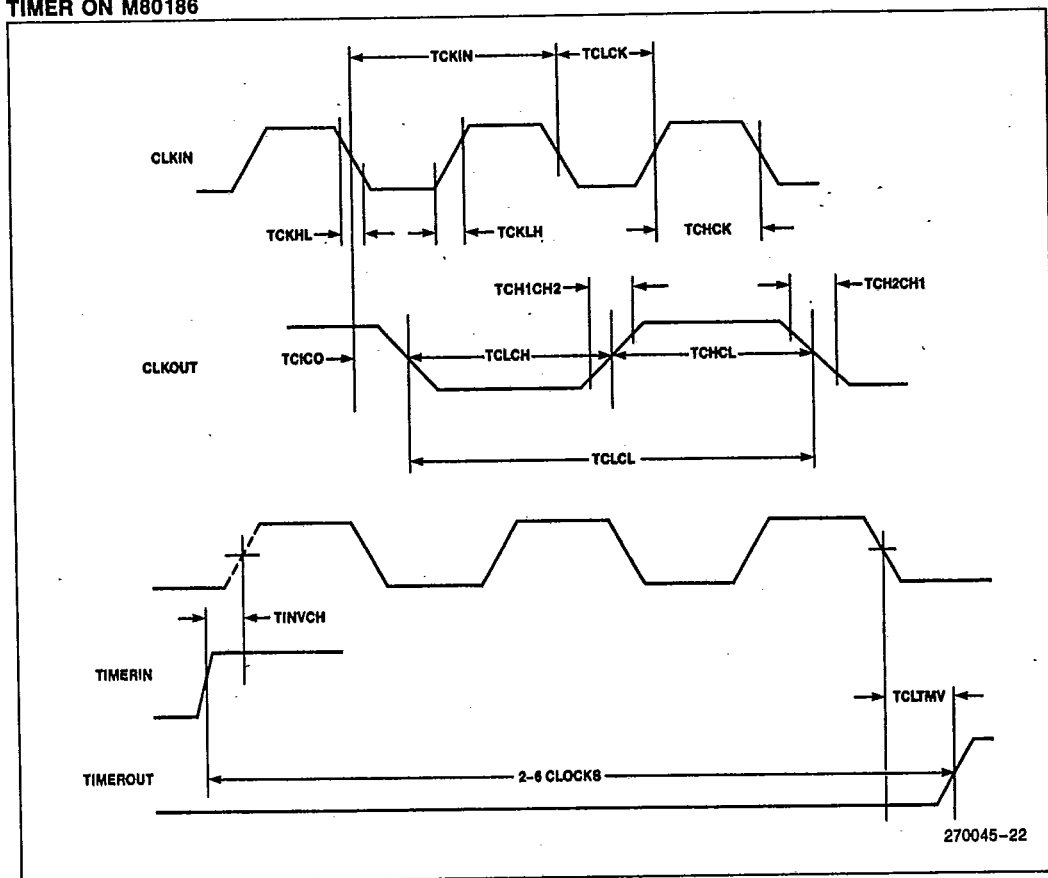 TIMER ON M80186
TCKIN
TCLCK
CLKIN
TCKHL
TCKLH
TCHCK
TCH1CH2
TCH2CH1
CLKOUT
TCICO
TCLCH
TCHCL
TCLCL
TINVCH
TIMERIN
TCLTMV
TIMEROUT
2-6 CLOCKS
270045-22